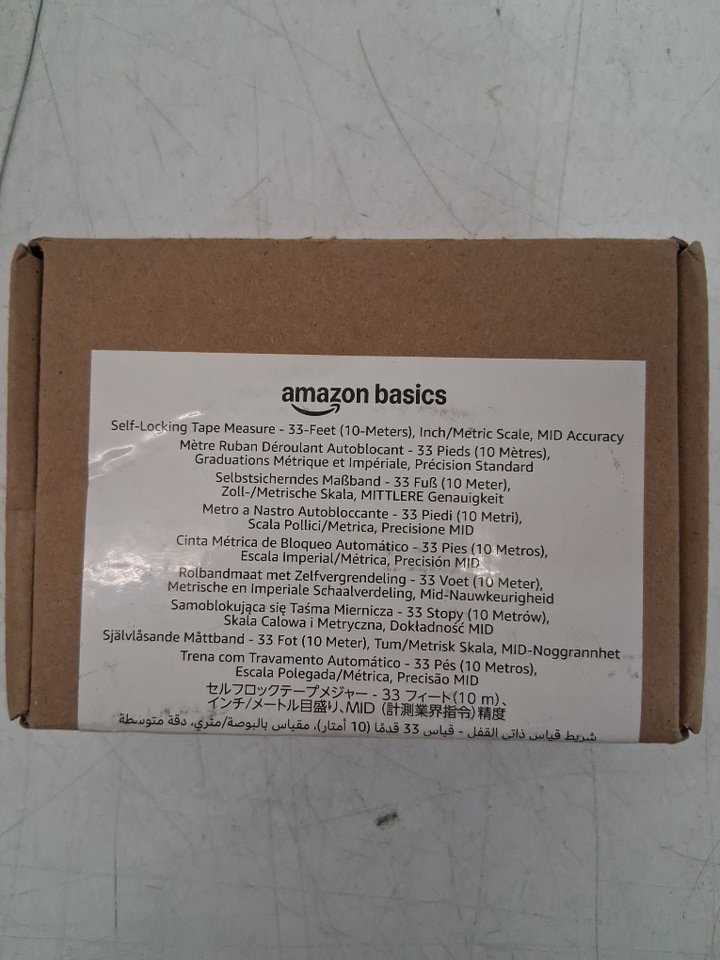 amazon basics
Self-Locking Tape Measure - 33-Feet (10-Meters), Inch/Metric Scale, MID Accuracy
Mètre Ruban Déroulant Autoblocant - 33 Pieds (10 Mètres),
Graduations Métrique et Impériale, Précision Standard
Selbstsicherndes Maßband - 33 Fuß (10 Meter),
Zoll-/Metrische Skala, MITTLERE Genauigkeit
Metro a Nastro Autobloccante - 33 Piedi (10 Metri),
Scala Pollici/Metrica, Precisione MID
Cinta Métrica de Bloqueo Automático - 33 Pies (10 Metros),
Escala Imperial/Métrica, Precisión MID
Rolbandmaat met Zelfvergrendeling - 33 Voet (10 Meter),
Metrische en Imperiale Schaalverdeling, Mid-Nauwkeurigheid
Samoblokująca się Taśma Miernicza - 33 Stopy (10 Metrów),
Skala Calowa i Metryczna, Dokładność MID
Självlåsande Måttband - 33 Fot (10 Meter), Tum/Metrisk Skala, MID-Noggrannhet
Trena com Travamento Automático - 33 Pés (10 Metros),
Escala Polegada/Métrica, Precisão MID
セルフロックテープメジャー - 33 フィート(10 m)、
インチ/メートル目盛り、MID （計測業界指令）精度
شريط قياس ذاتي القفل - قياس 33 قدمًا (10 أمتار)، مقياس بالبوصة/متري، دقة متوسطة